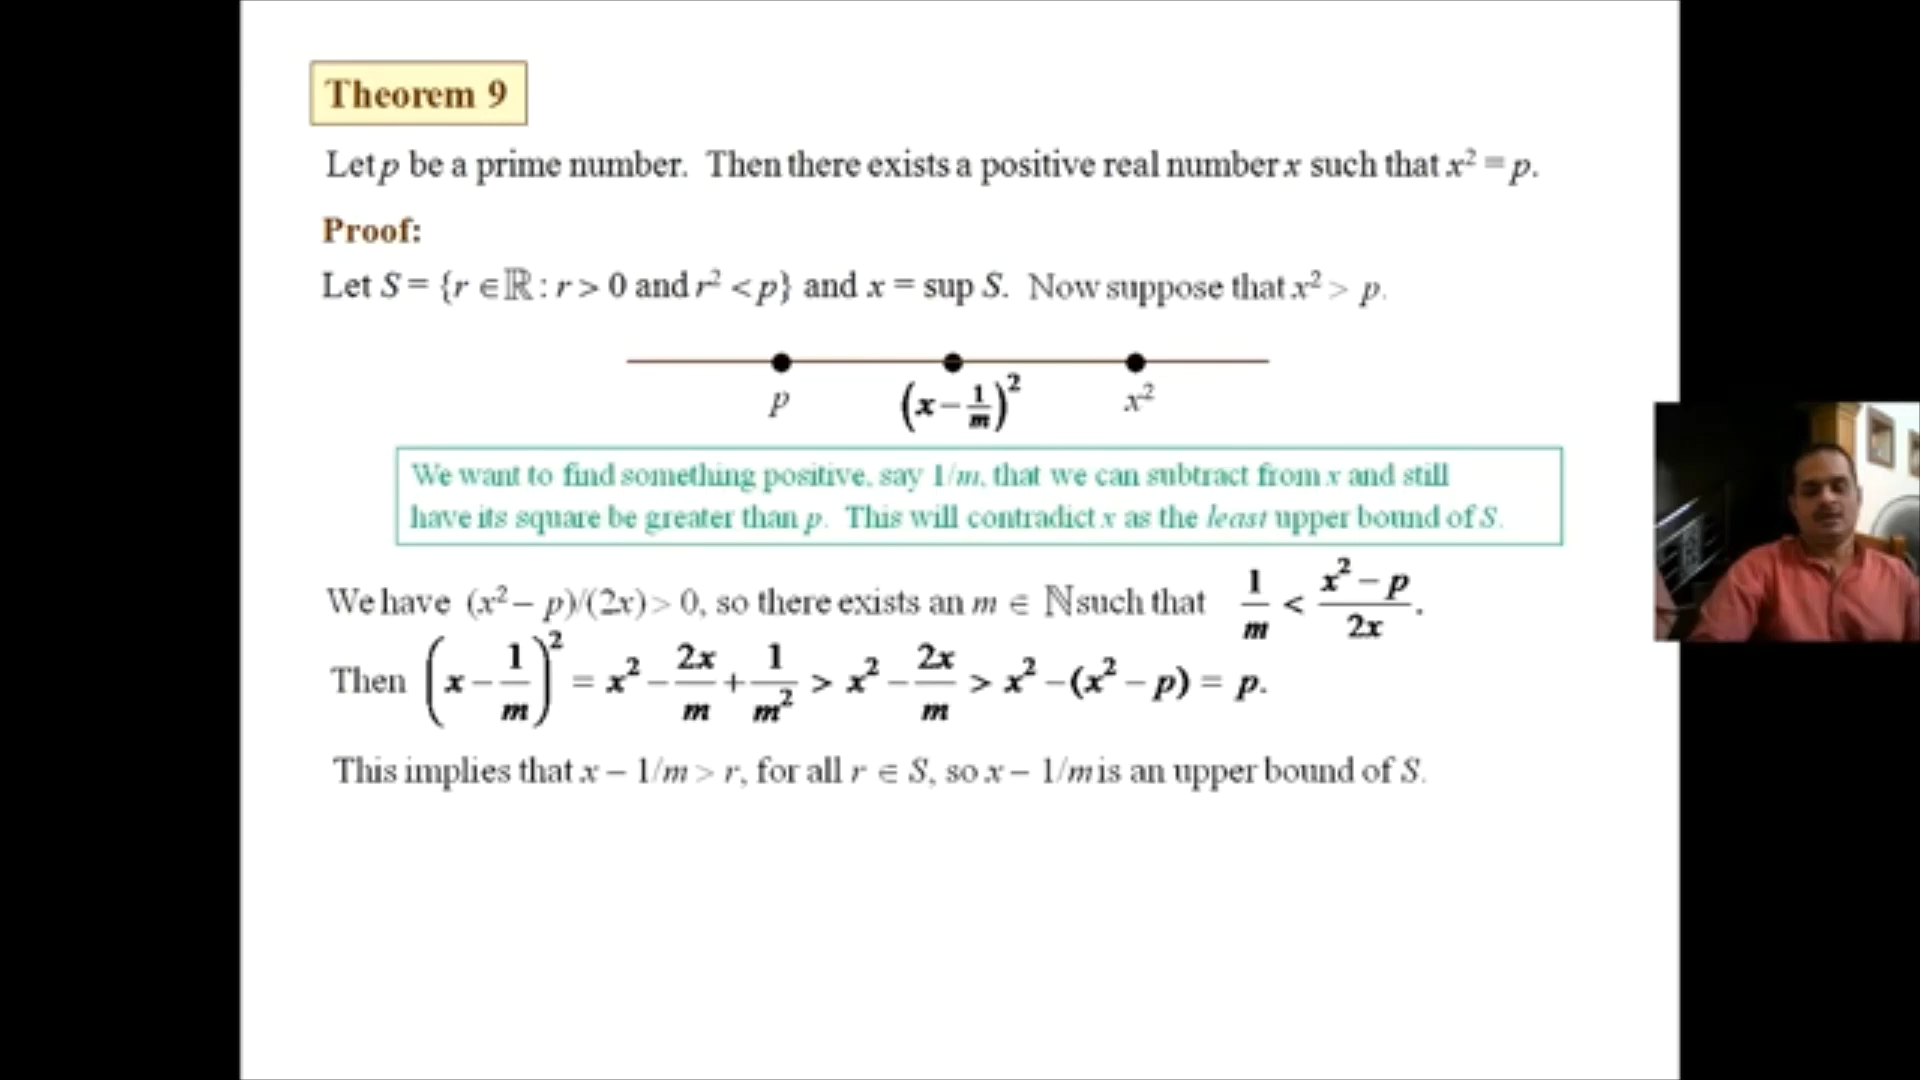 Theorem 9
Let p be a prime number. Then there exists a positive real number x such that x² = p.
Proof:
Let S = {r ∈ ℝ : r > 0 and r² < p} and x = sup S. Now suppose that x² > p.
p (x − 1/m)² x²
We want to find something positive, say 1/m, that we can subtract from x and still
have its square be greater than p. This will contradict x as the least upper bound of S.
We have (x² − p)/(2x) > 0, so there exists an m ∈ ℕ such that 1/m < (x² − p)/2x.
Then (x − 1/m)² = x² − 2x/m + 1/m² > x² − 2x/m > x² − (x² − p) = p.
This implies that x − 1/m > r, for all r ∈ S, so x − 1/m is an upper bound of S.